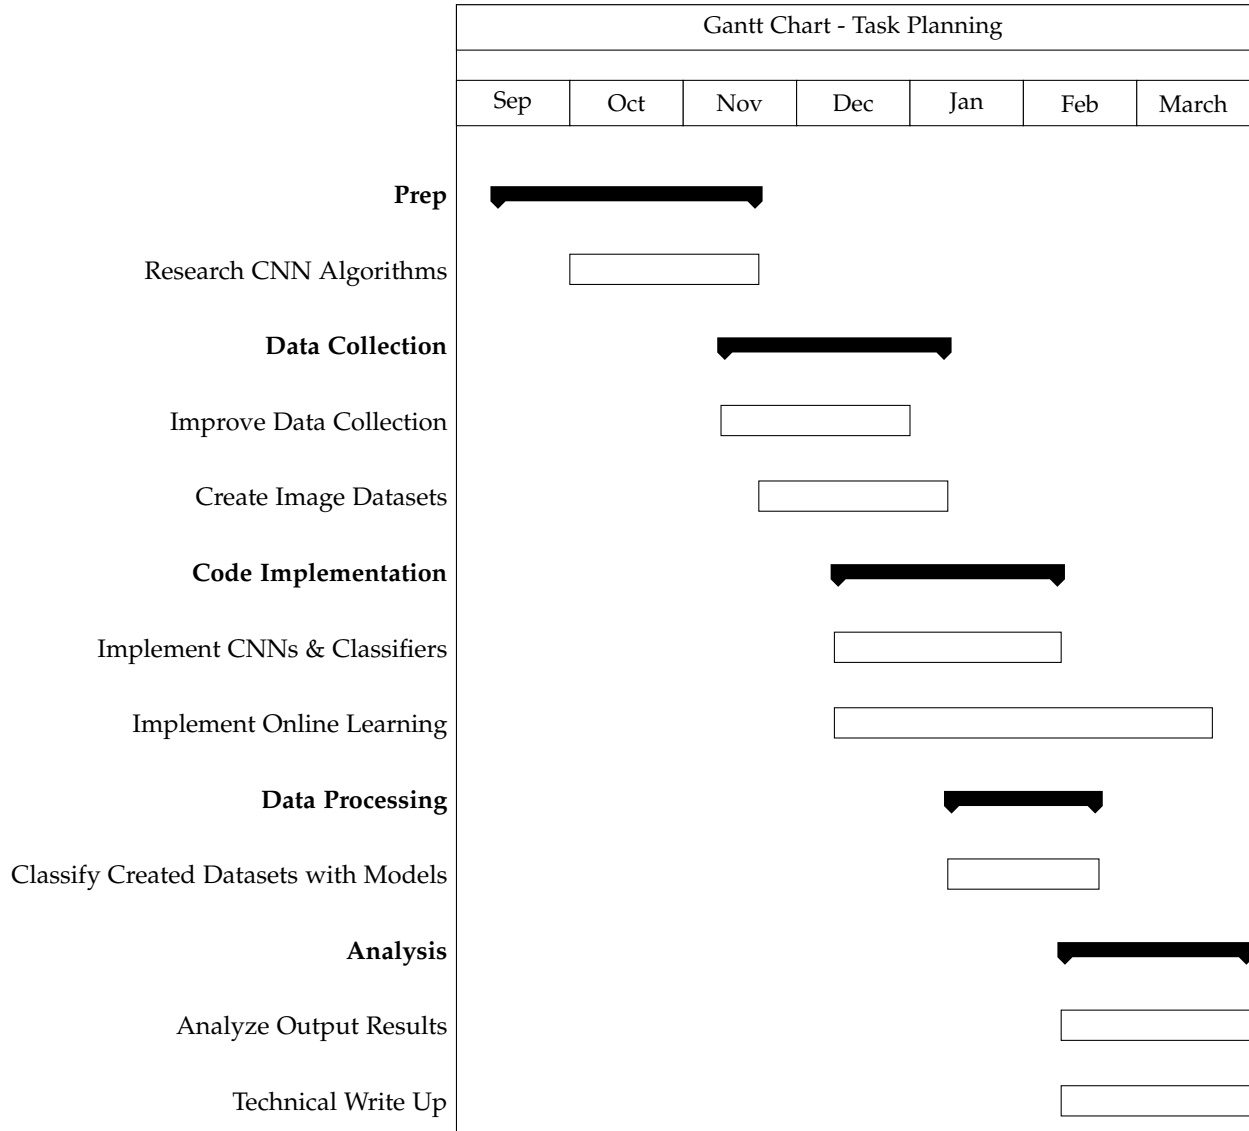 Gantt Chart - Task Planning
Sep Oct Nov Dec Jan Feb March
Prep
Research CNN Algorithms
Data Collection
Improve Data Collection
Create Image Datasets
Code Implementation
Implement CNNs & Classifiers
Implement Online Learning
Data Processing
Classify Created Datasets with Models
Analysis
Analyze Output Results
Technical Write Up